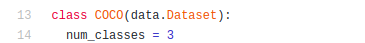 13 class COCO(data.Dataset):
14   num_classes = 3